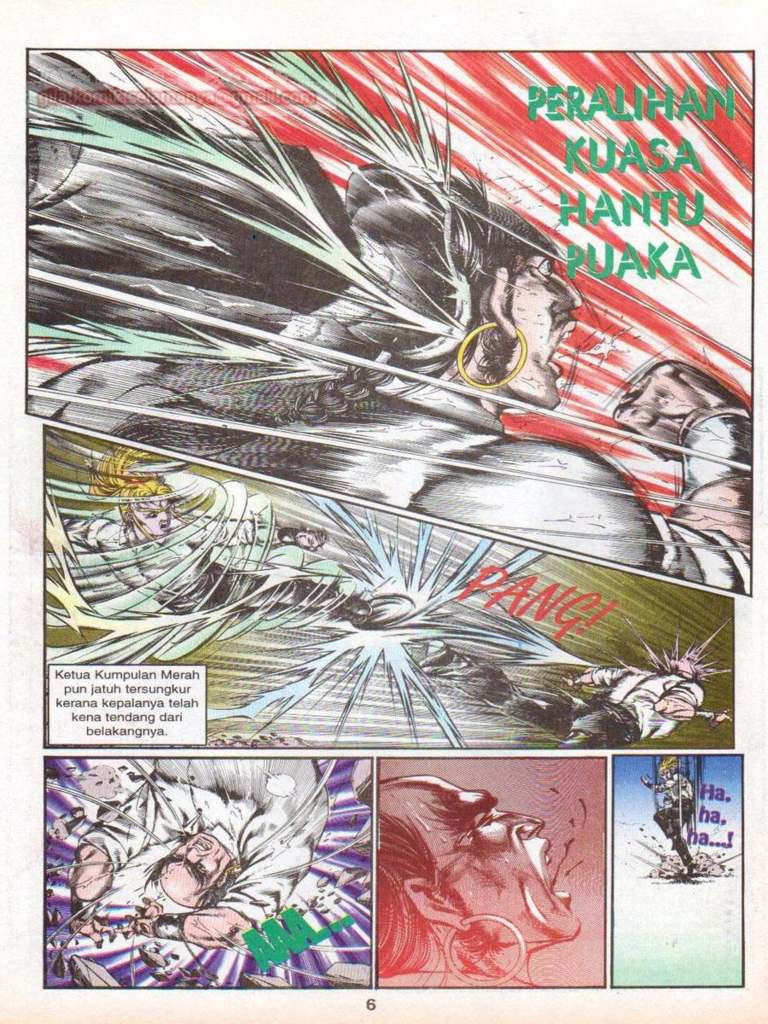 PERALIHAN
KUASA
HANTU
PUAKA
PANG!
Ketua Kumpulan Merah
pun jatuh tersungkur
kerana kepalanya telah
kena tendang dari
belakangnya.
AAA...
Ha,
ha,
ha...!
6